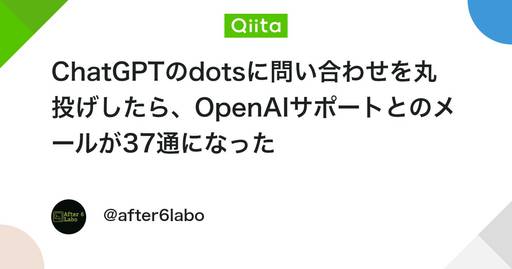 Qiita
ChatGPTのdotsに問い合わせを丸
投げしたら、OpenAIサポートとのメ
ールが37通になった
After 6
Labo
@after6labo